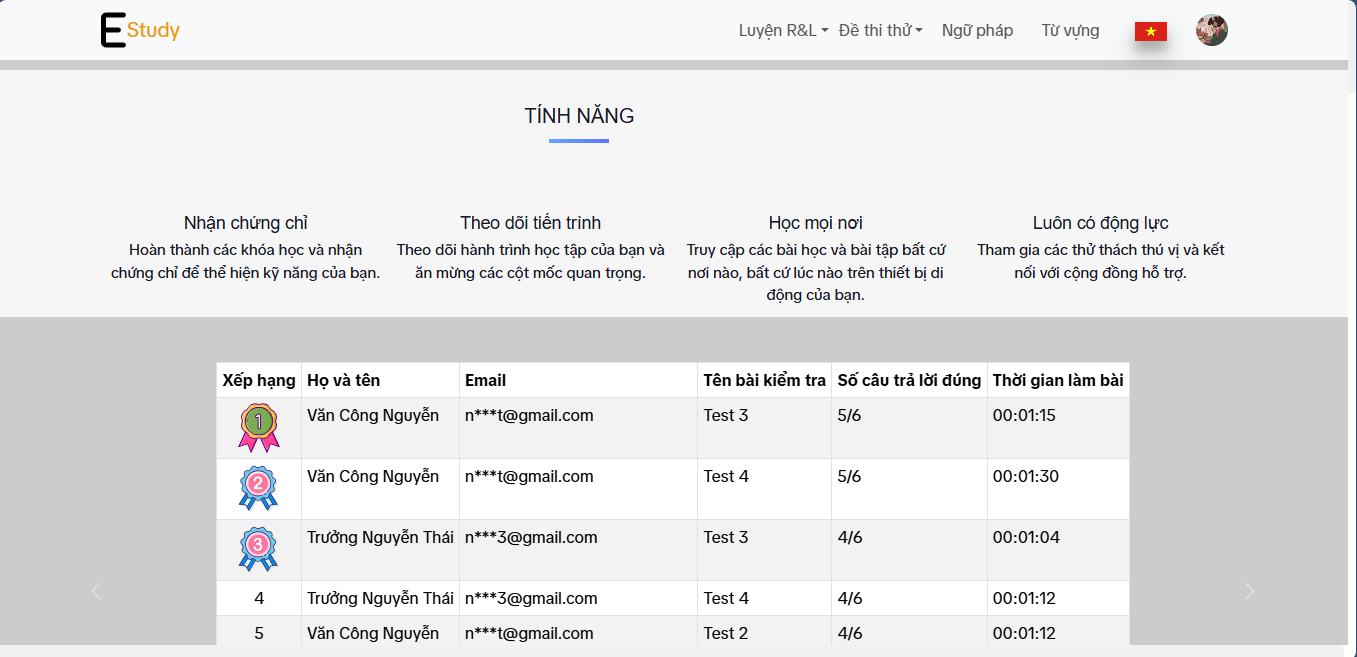 E Study
Luyện R&L Đề thi thử Ngữ pháp Từ vựng
TÍNH NĂNG
Nhận chứng chỉ
Hoàn thành các khóa học và nhận
chứng chỉ để thể hiện kỹ năng của bạn.
Theo dõi tiến trình
Theo dõi hành trình học tập của bạn và
ăn mừng các cột mốc quan trọng.
Học mọi nơi
Truy cập các bài học và bài tập bất cứ
nơi nào, bất cứ lúc nào trên thiết bị di
động của bạn.
Luôn có động lực
Tham gia các thử thách thú vị và kết
nối với cộng đồng hỗ trợ.
Xếp hạng Họ và tên Email Tên bài kiểm tra Số câu trả lời đúng Thời gian làm bài
1 Văn Công Nguyễn n***t@gmail.com Test 3 5/6 00:01:15
2 Văn Công Nguyễn n***t@gmail.com Test 4 5/6 00:01:30
3 Trưởng Nguyễn Thái n***3@gmail.com Test 3 4/6 00:01:04
4 Trưởng Nguyễn Thái n***3@gmail.com Test 4 4/6 00:01:12
5 Văn Công Nguyễn n***t@gmail.com Test 2 4/6 00:01:12